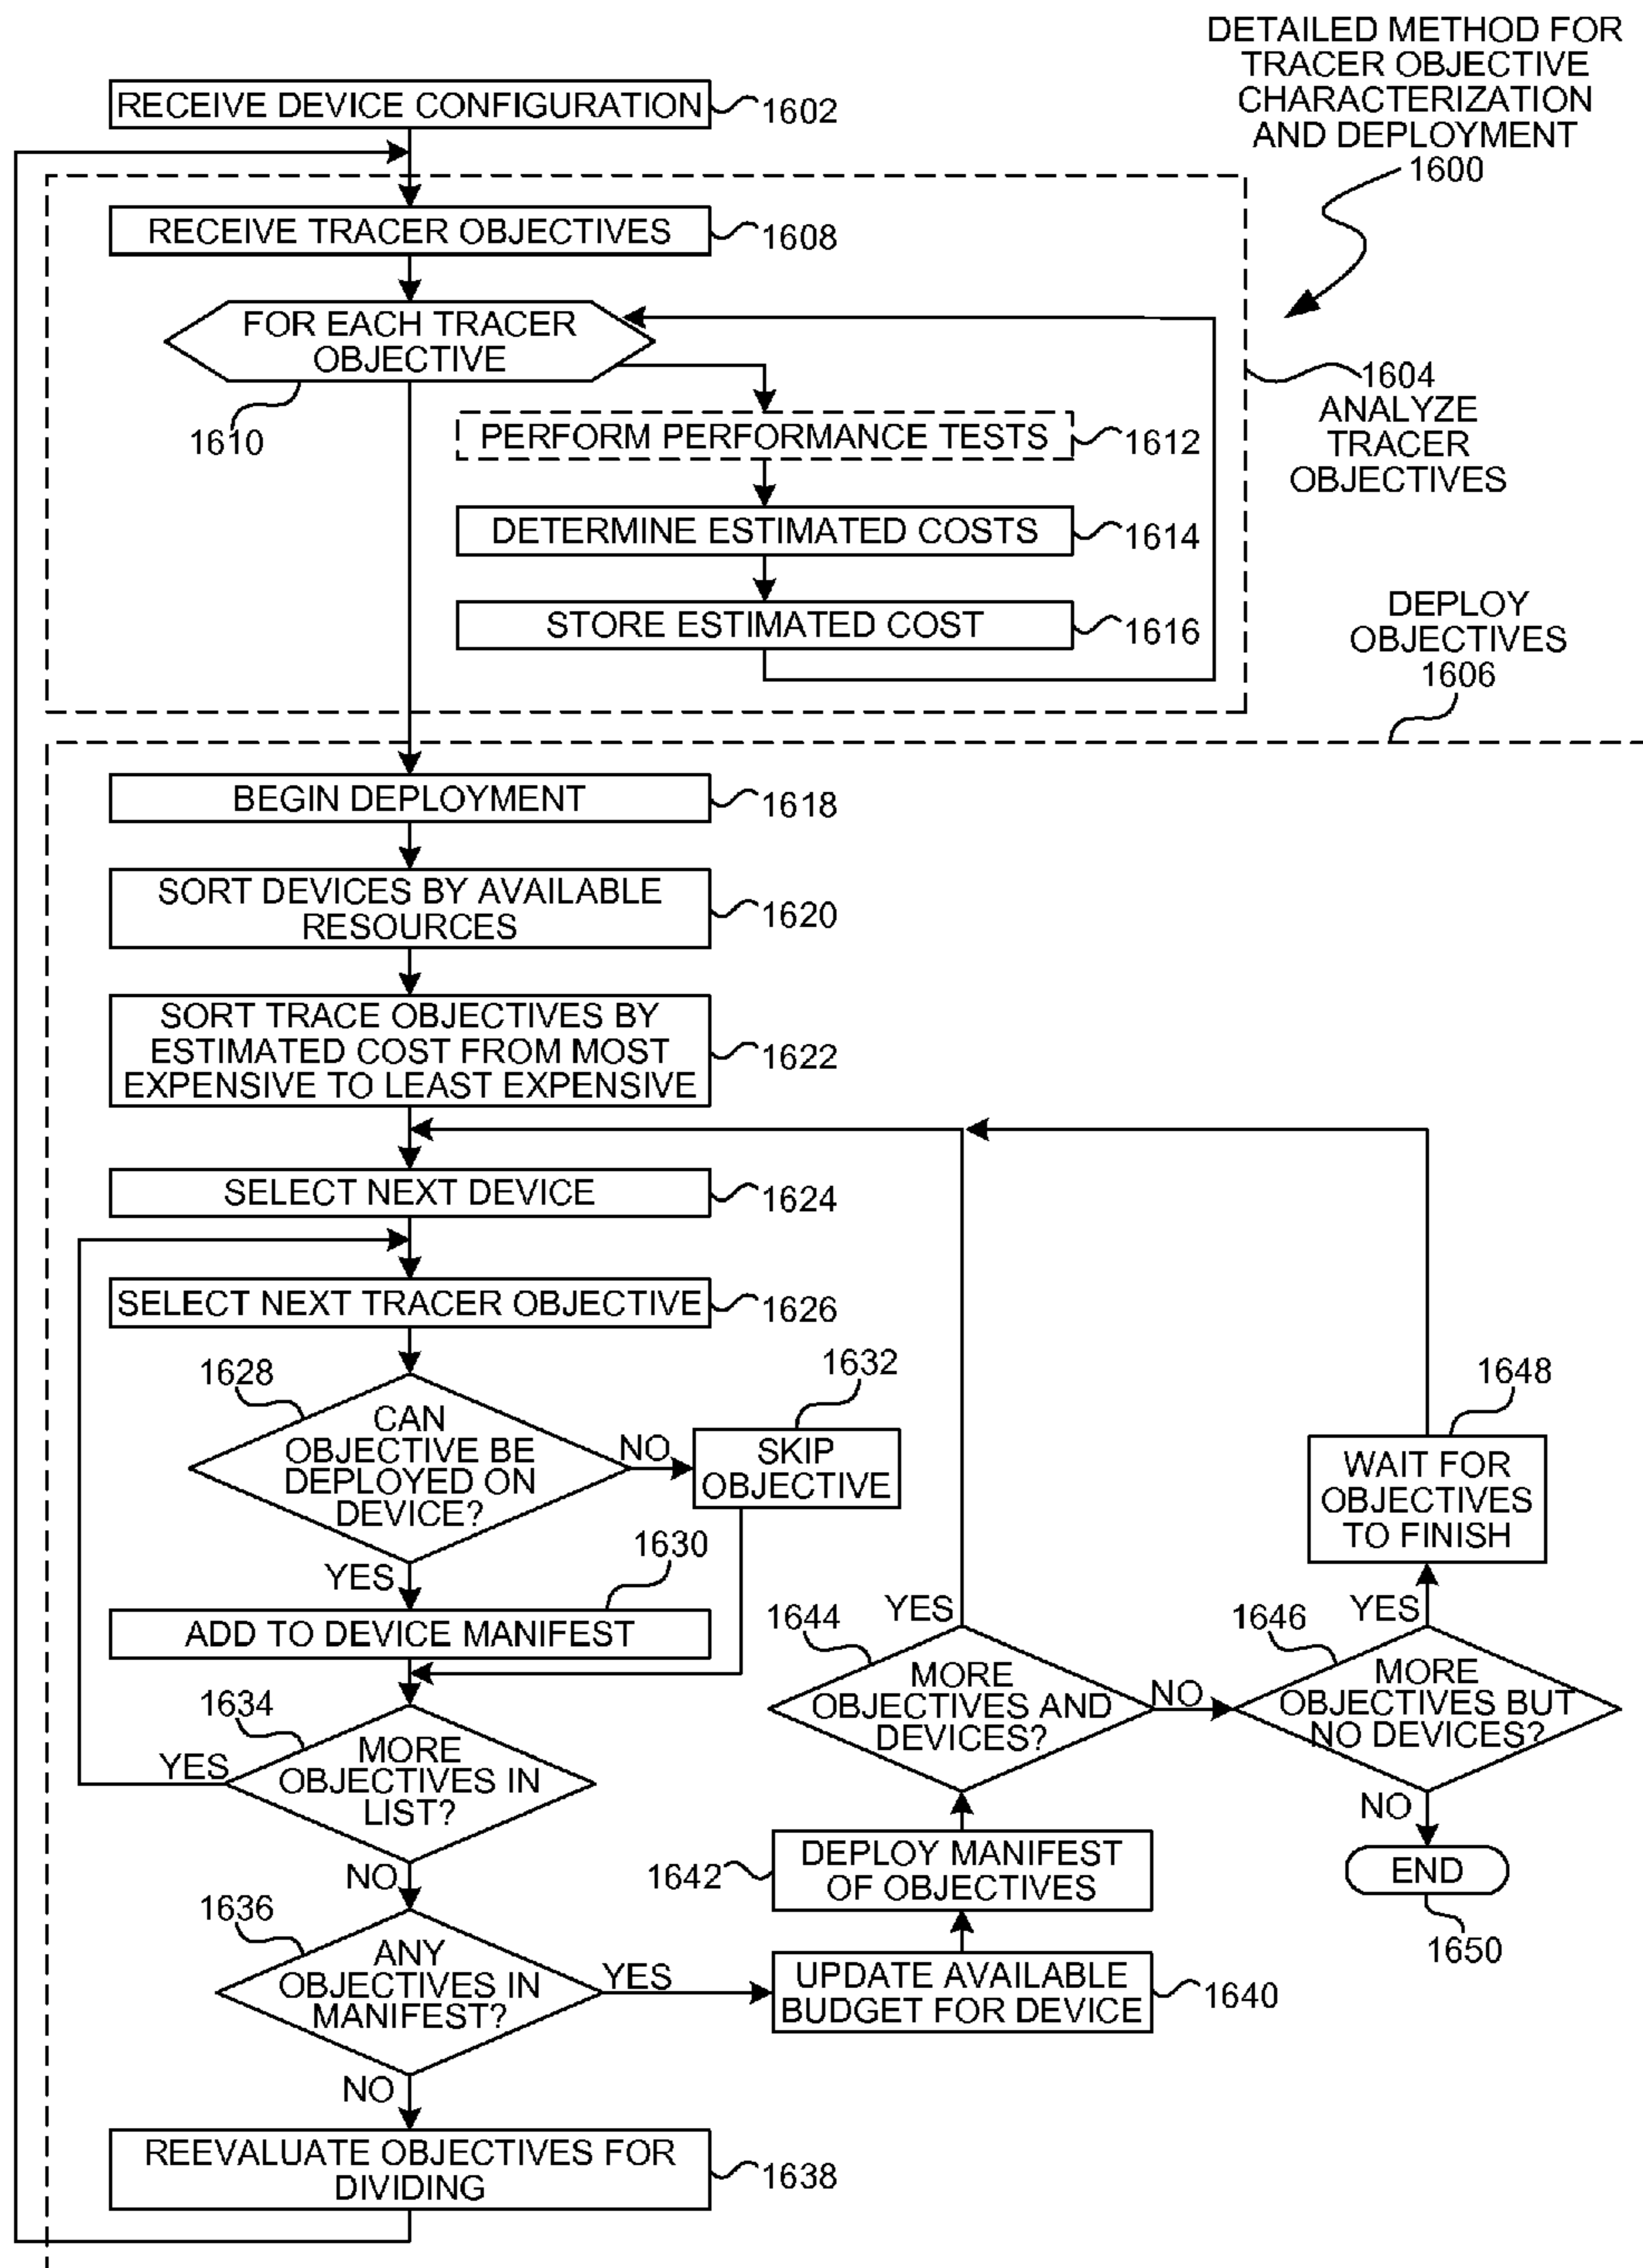 DETAILED METHOD FOR
TRACER OBJECTIVE
CHARACTERIZATION
AND DEPLOYMENT
1600
RECEIVE DEVICE CONFIGURATION
1602
RECEIVE TRACER OBJECTIVES
1608
FOR EACH TRACER
OBJECTIVE
1610
1604
ANALYZE
TRACER
OBJECTIVES
PERFORM PERFORMANCE TESTS
1612
DETERMINE ESTIMATED COSTS
1614
STORE ESTIMATED COST
1616
DEPLOY
OBJECTIVES
1606
BEGIN DEPLOYMENT
1618
SORT DEVICES BY AVAILABLE
RESOURCES
1620
SORT TRACE OBJECTIVES BY
ESTIMATED COST FROM MOST
EXPENSIVE TO LEAST EXPENSIVE
1622
SELECT NEXT DEVICE
1624
SELECT NEXT TRACER OBJECTIVE
1626
1628
CAN
OBJECTIVE BE
DEPLOYED ON
DEVICE?
NO
1632
SKIP
OBJECTIVE
YES
1630
ADD TO DEVICE MANIFEST
1634
MORE
OBJECTIVES IN
LIST?
YES
NO
1636
ANY
OBJECTIVES IN
MANIFEST?
YES
NO
REEVALUATE OBJECTIVES FOR
DIVIDING
1638
UPDATE AVAILABLE
BUDGET FOR DEVICE
1640
DEPLOY MANIFEST
OF OBJECTIVES
1642
1644
MORE
OBJECTIVES AND
DEVICES?
YES
NO
1646
MORE
OBJECTIVES BUT
NO DEVICES?
YES
1648
WAIT FOR
OBJECTIVES
TO FINISH
NO
END
1650